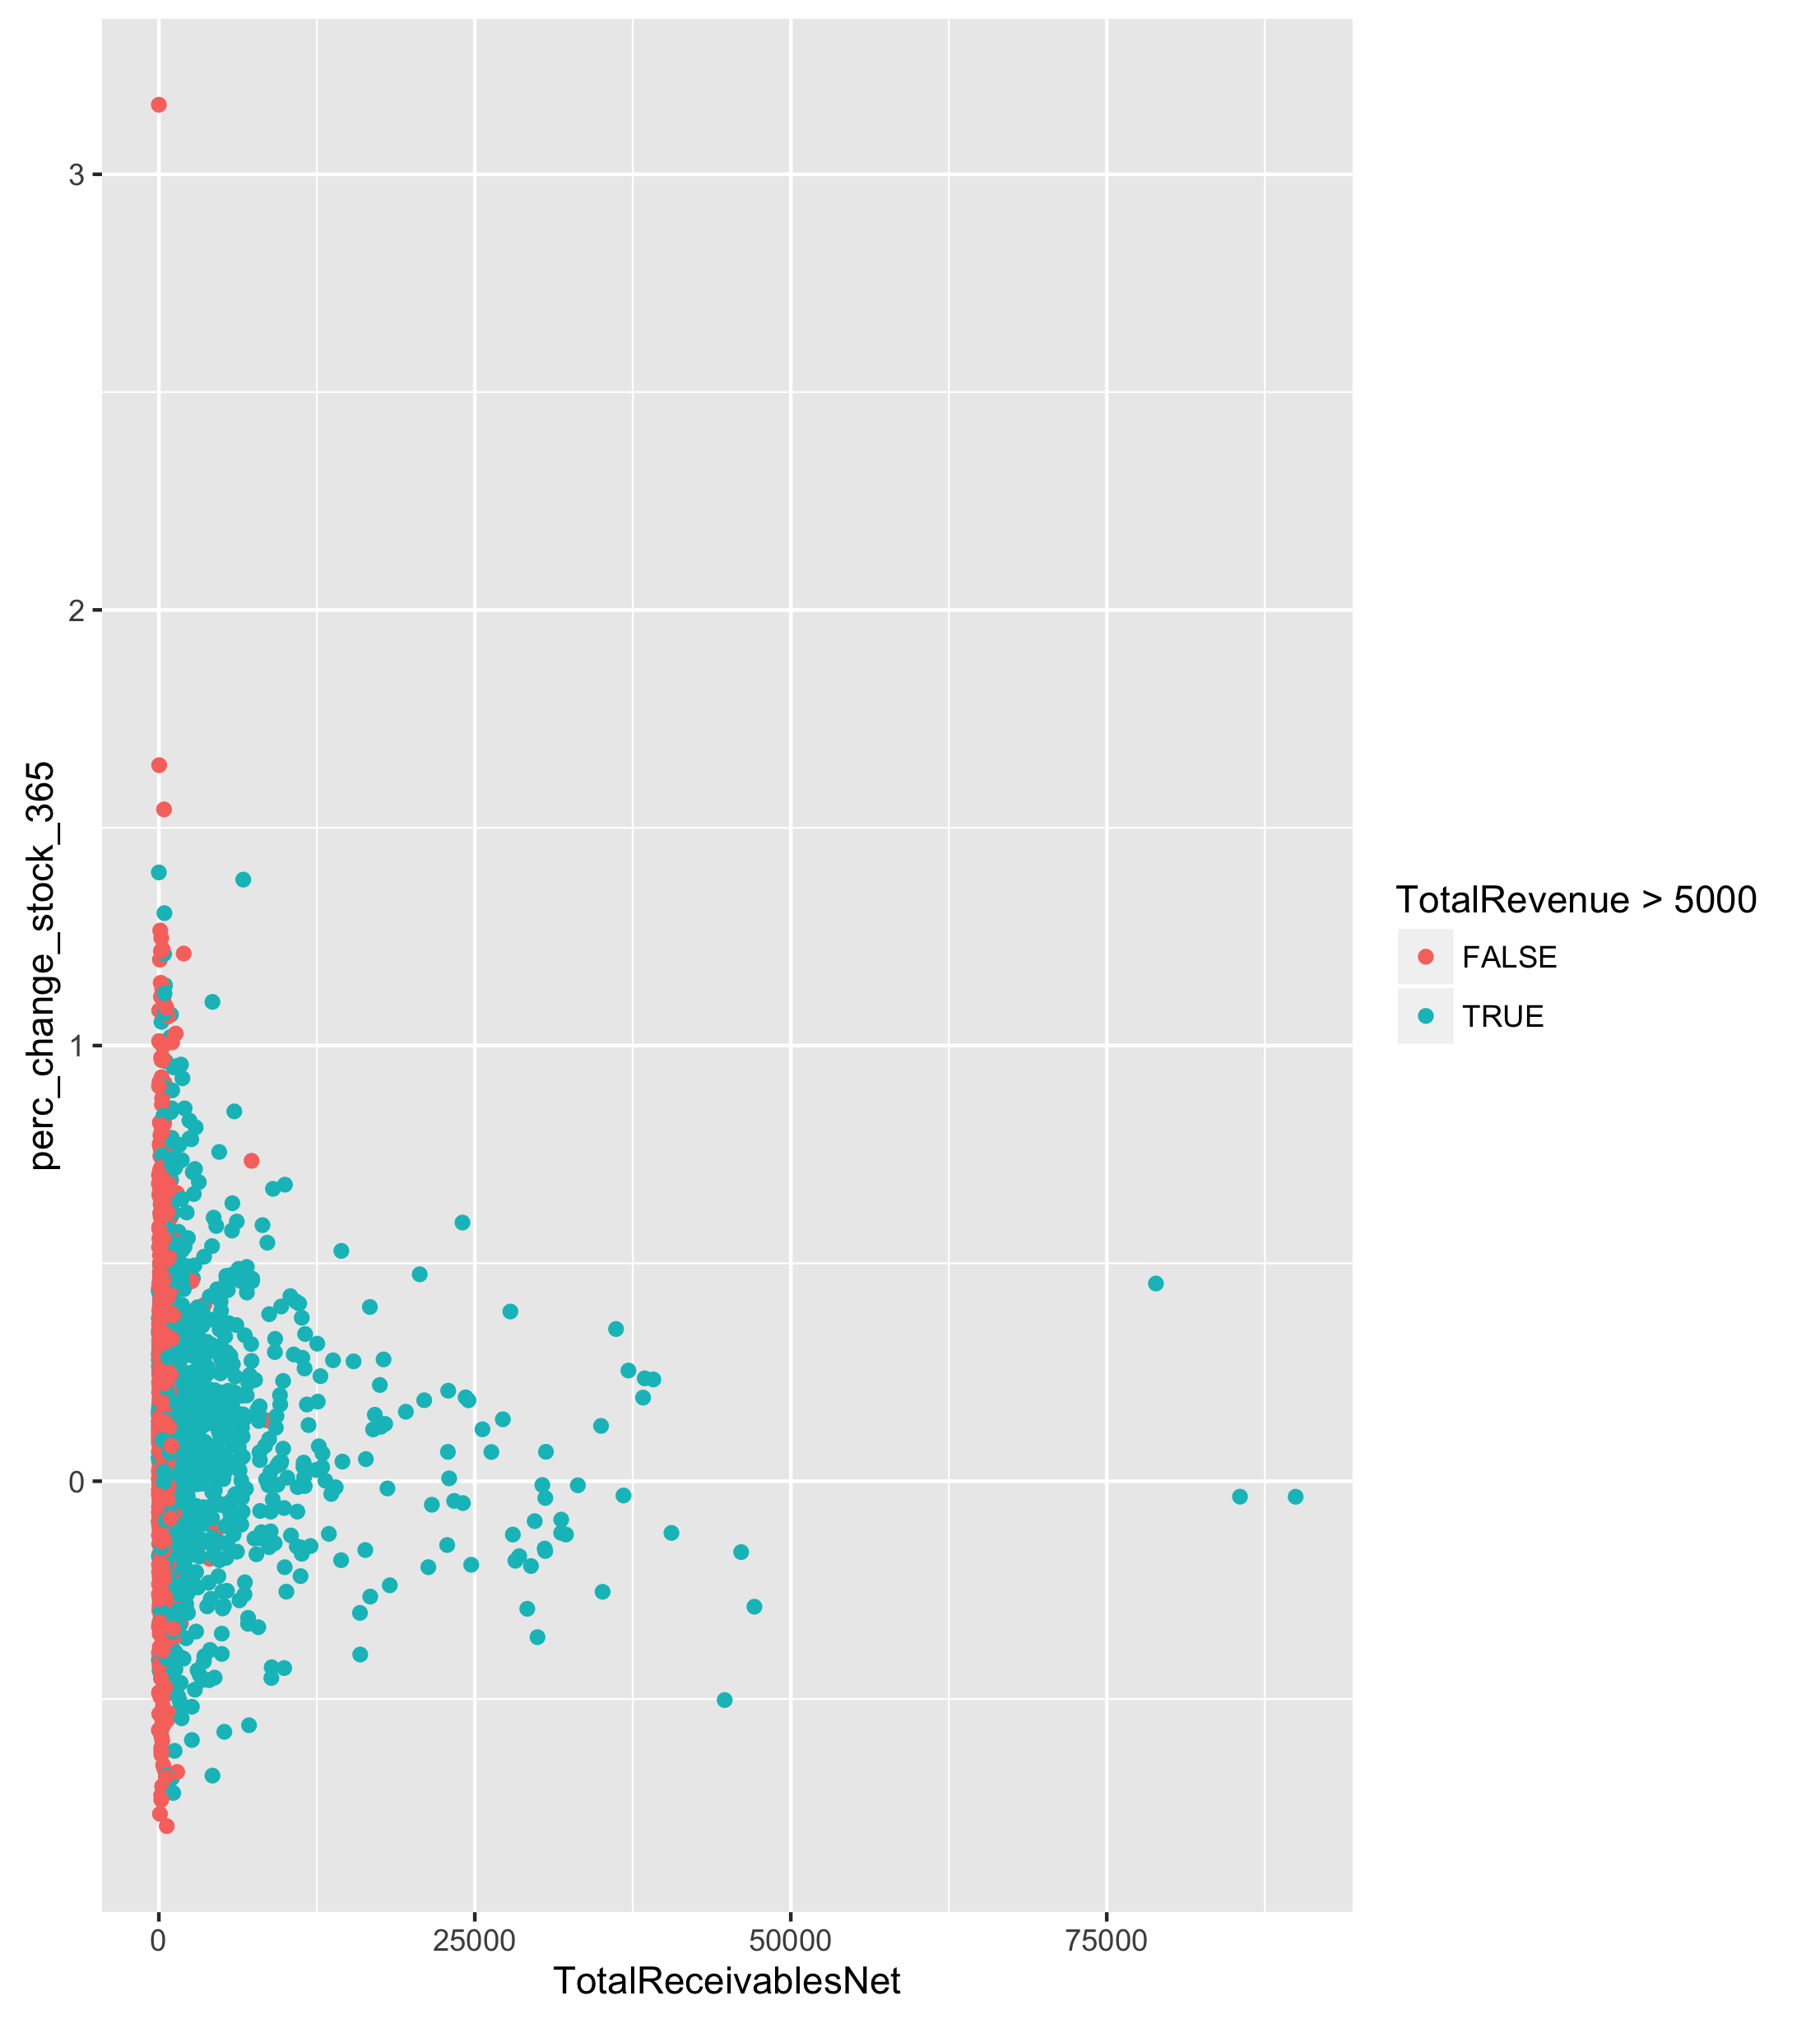 perc_change_stock_365
3
2
1
0
0
25000
50000
75000
TotalReceivablesNet
TotalRevenue > 5000
FALSE
TRUE